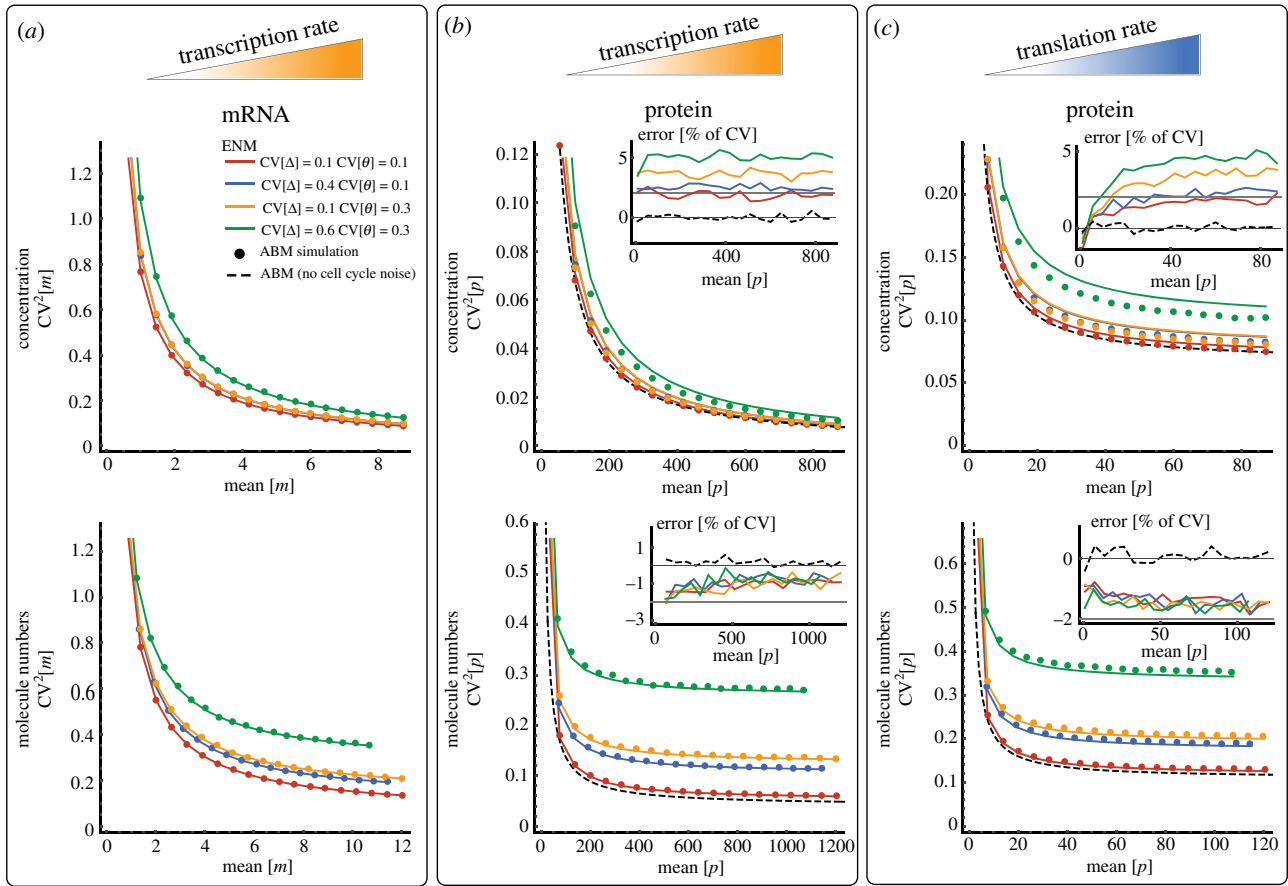 (a)
transcription rate
mRNA
ENM
CV[Δ] = 0.1 CV[θ] = 0.1
CV[Δ] = 0.4 CV[θ] = 0.1
CV[Δ] = 0.1 CV[θ] = 0.3
CV[Δ] = 0.6 CV[θ] = 0.3
ABM simulation
ABM (no cell cycle noise)
concentration
CV²[m]
1.2
1.0
0.8
0.6
0.4
0.2
0
0 2 4 6 8
mean [m]
molecule numbers
CV²[m]
1.2
1.0
0.8
0.6
0.4
0.2
0
0 2 4 6 8 10 12
mean [m]
(b)
transcription rate
protein
error [% of CV]
5
0
0 400 800
mean [p]
concentration
CV²[p]
0.12
0.10
0.08
0.06
0.04
0.02
0
0 200 400 600 800
mean [p]
error [% of CV]
1
−1
−3
0 500 1000
mean [p]
molecule numbers
CV²[p]
0.6
0.5
0.4
0.3
0.2
0.1
0
0 200 400 600 800 1000 1200
mean [p]
(c)
translation rate
protein
error [% of CV]
5
0
0 40 80
mean [p]
concentration
CV²[p]
0.20
0.15
0.10
0.05
0
0 20 40 60 80
mean [p]
error [% of CV]
0
−2
0 50 100
mean [p]
molecule numbers
CV²[p]
0.6
0.5
0.4
0.3
0.2
0.1
0
0 20 40 60 80 100 120
mean [p]